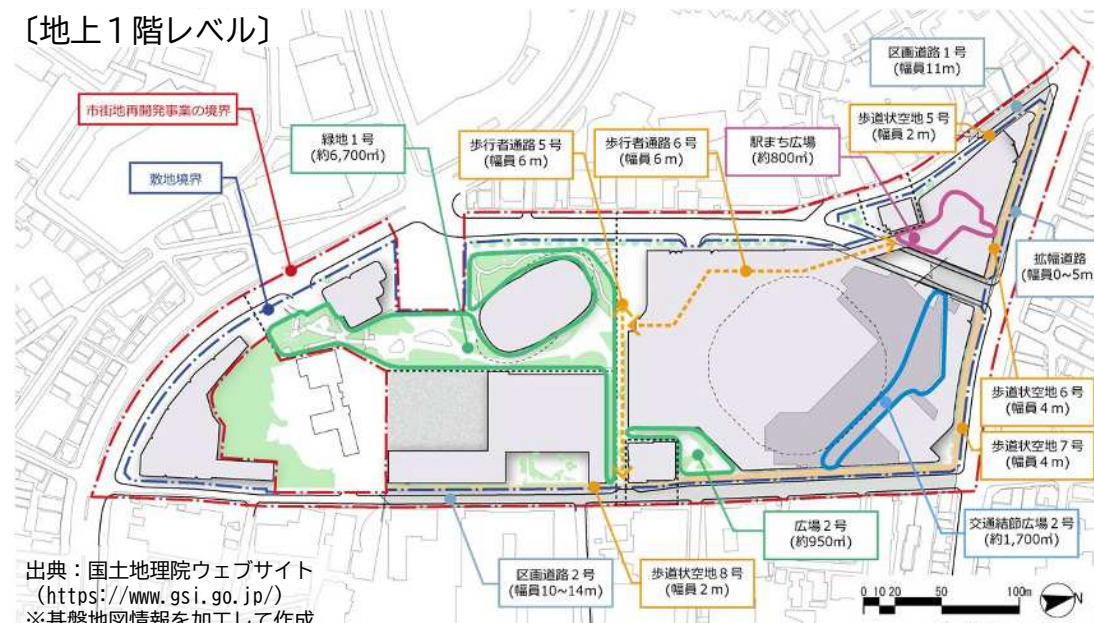 〔地上１階レベル〕
区画道路１号
(幅員11m)
市街地再開発事業の境界
緑地１号
(約6,700㎡)
歩行者通路５号
(幅員６m)
歩行者通路６号
(幅員６m)
駅まち広場
(約800㎡)
歩道状空地５号
(幅員２m)
敷地境界
拡幅道路
(幅員0~5m
歩道状空地６号
(幅員４m)
歩道状空地７号
(幅員４m)
広場２号
(約950㎡)
交通結節広場２号
(約1,700㎡)
区画道路２号
(幅員10~14m)
歩道状空地８号
(幅員２m)
出典：国土地理院ウェブサイト
(https://www.gsi.go.jp/)
※基盤地図情報を加工して作成
0 10 20 50 100m
N